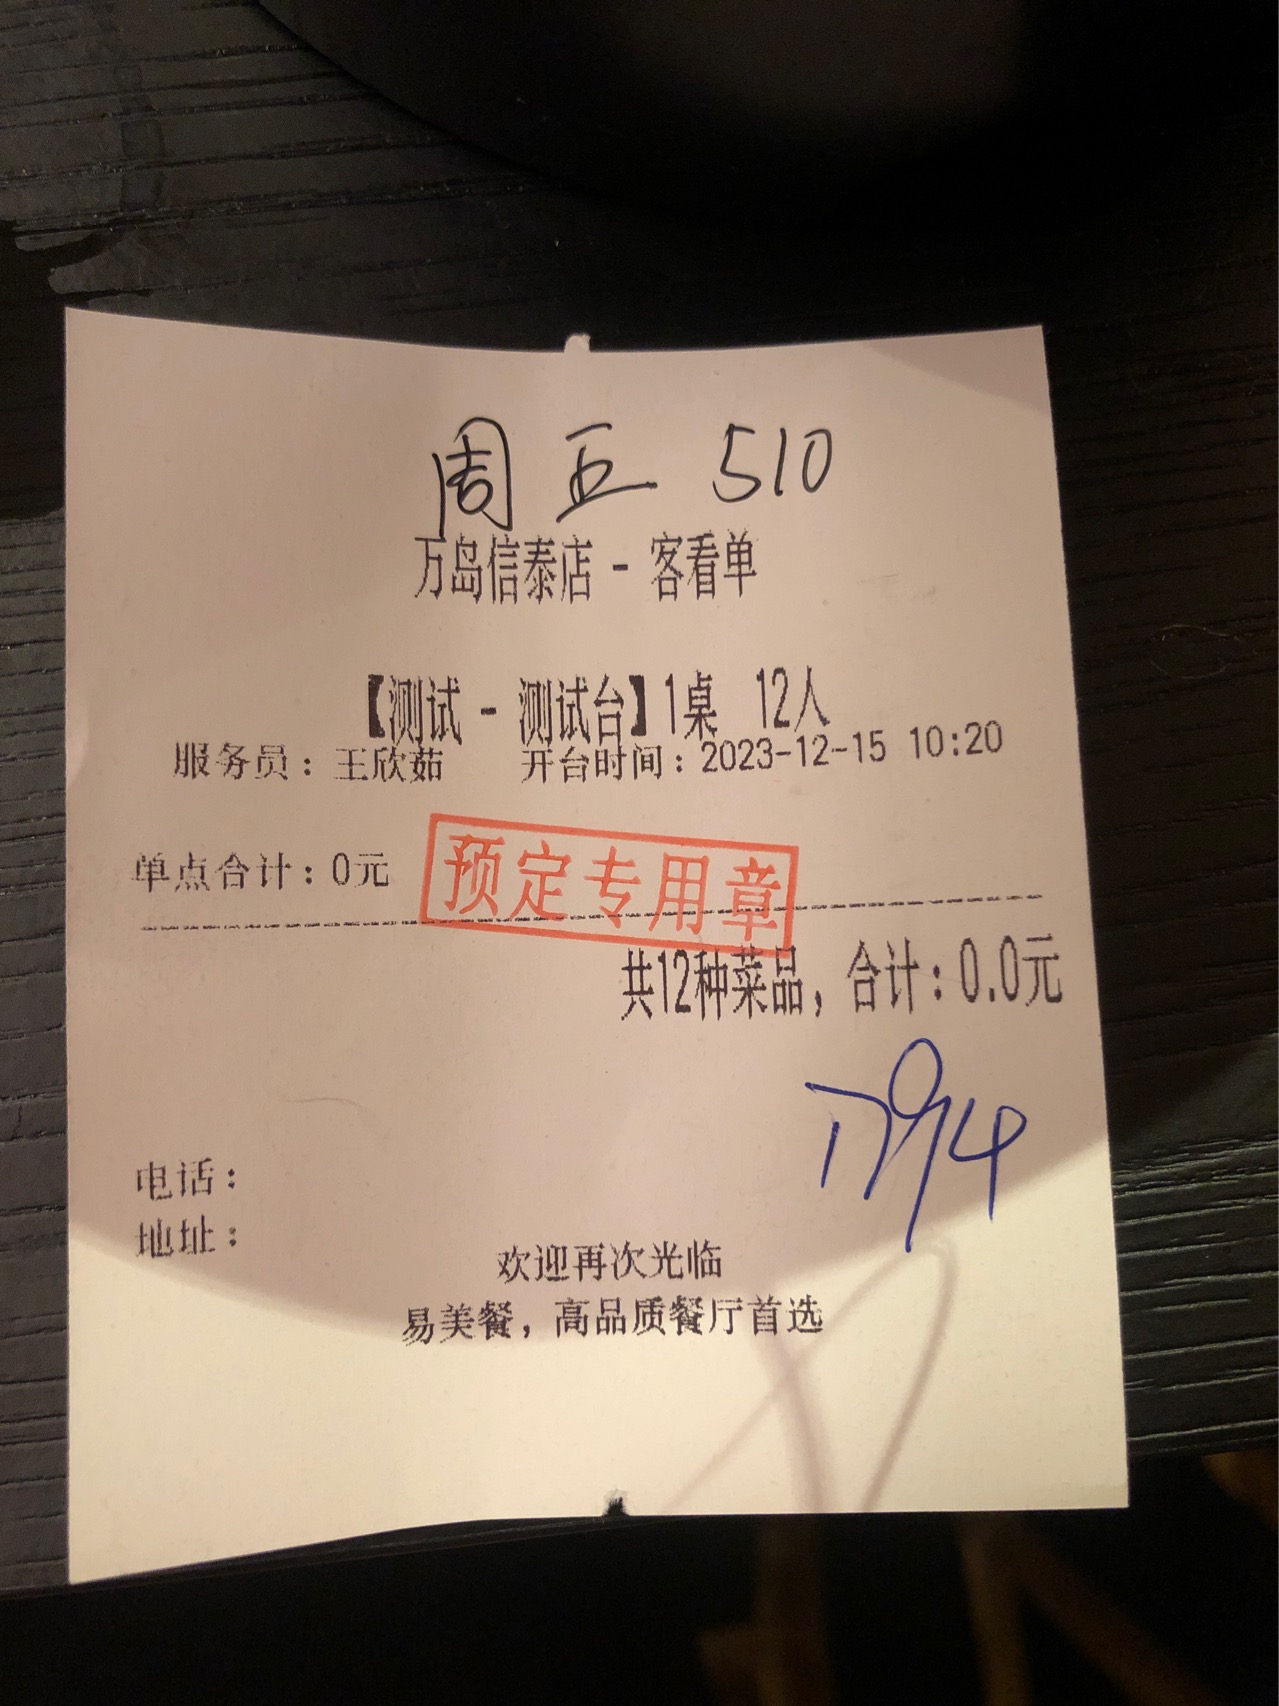 周五 510
万岛信泰店 - 客看单
【测试 - 测试台】1桌 12人
服务员：王欣茹 开台时间：2023-12-15 10:20
单点合计：0元
预定专用章
共12种菜品，合计：0.0元
电话：
地址：
欢迎再次光临
易美餐，高品质餐厅首选